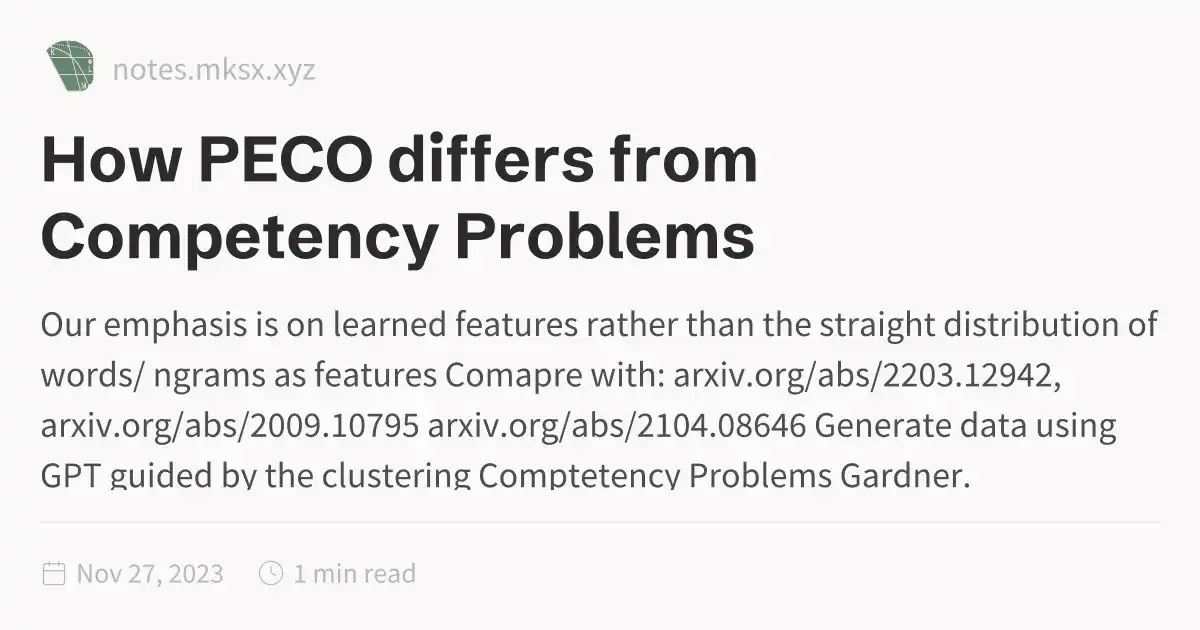 notes.mksx.xyz
How PECO differs from
Competency Problems
Our emphasis is on learned features rather than the straight distribution of
words/ ngrams as features Comapre with: arxiv.org/abs/2203.12942,
arxiv.org/abs/2009.10795 arxiv.org/abs/2104.08646 Generate data using
GPT guided by the clustering Comptetency Problems Gardner.
Nov 27, 2023 1 min read